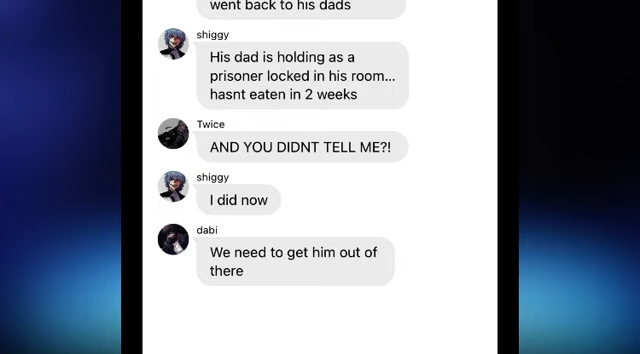 went back to his dads
shiggy
His dad is holding as a
prisoner locked in his room...
hasnt eaten in 2 weeks
Twice
AND YOU DIDNT TELL ME?!
shiggy
I did now
dabi
We need to get him out of
there